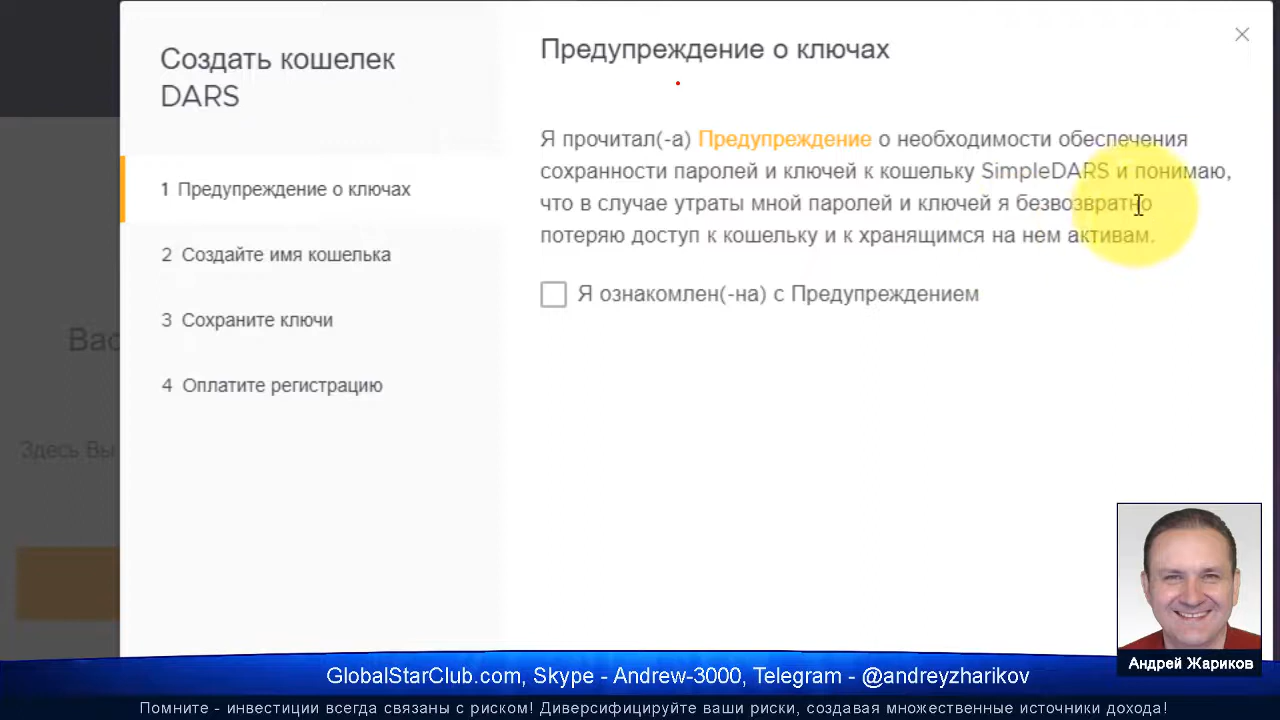 Создать кошелек
DARS
1 Предупреждение о ключах
2 Создайте имя кошелька
3 Сохраните ключи
4 Оплатите регистрацию
Предупреждение о ключах
Я прочитал(-а) Предупреждение о необходимости обеспечения
сохранности паролей и ключей к кошельку SimpleDARS и понимаю,
что в случае утраты мной паролей и ключей я безвозвратно
потеряю доступ к кошельку и к хранящимся на нем активам.
Я ознакомлен(-на) с Предупреждением
Вас
Здесь Вы
Андрей Жариков
GlobalStarClub.com, Skype - Andrew-3000, Telegram - @andreyzharikov
Помните - инвестиции всегда связаны с риском! Диверсифицируйте ваши риски, создавая множественные источники дохода!